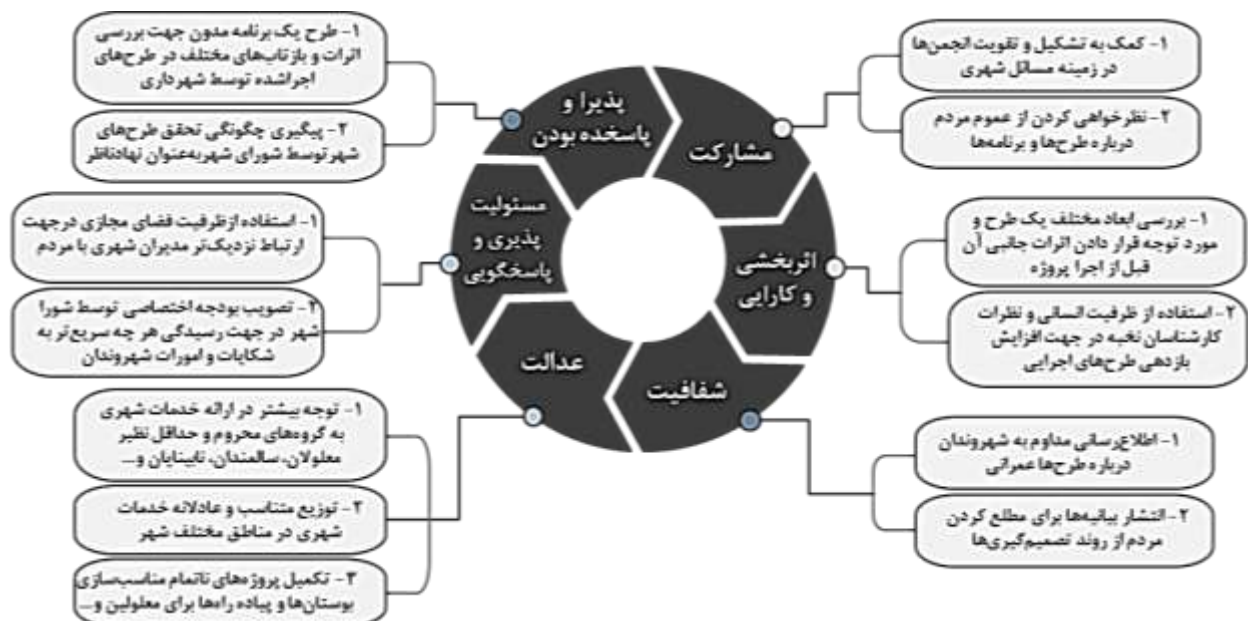 ۱- کمک به تشکیل و تقویت انجمن‌ها
در زمینه مسائل شهری
۲- نظرخواهی کردن از عموم مردم
درباره طرح‌ها و برنامه‌ها
مشارکت
۱- بررسی ابعاد مختلف یک طرح و
مورد توجه قرار دادن اثرات جانبی آن
قبل از اجرا پروژه
۲- استفاده از ظرفیت انسانی و نظرات
کارشناسان نخبه در جهت افزایش
بازدهی طرح‌های اجرایی
اثربخشی
و کارایی
۱- اطلاع‌رسانی مداوم به شهروندان
درباره طرح‌ها عمرانی
۲- انتشار بیانیه‌ها برای مطلع کردن
مردم از روند تصمیم‌گیری‌ها
شفافیت
عدالت
۱- توجه بیشتر در ارائه خدمات شهری
به گروه‌های محروم و حداقل نظیر
معلولان، سالمندان، نابینایان و...
۲- توزیع متناسب و عادلانه خدمات
شهری در مناطق مختلف شهر
۳- تکمیل پروژه‌های ناتمام مناسب‌سازی
بوستان‌ها و پیاده راه‌ها برای معلولین و...
مسئولیت
پذیری و
پاسخگویی
۱- استفاده ازظرفیت فضای مجازی درجهت
ارتباط نزدیک‌تر مدیران شهری با مردم
۲- تصویب بودجه اختصاصی توسط شورا
شهر در جهت رسیدگی هر چه سریع‌تر به
شکایات و امورات شهروندان
پذیرا و
پاسخده بودن
۱- طرح یک برنامه مدون جهت بررسی
اثرات و بازتاب‌های مختلف در طرح‌های
اجراشده توسط شهرداری
۲- پیگیری چگونگی تحقق طرح‌های
شهرتوسط شورای شهربه‌عنوان نهادناظر